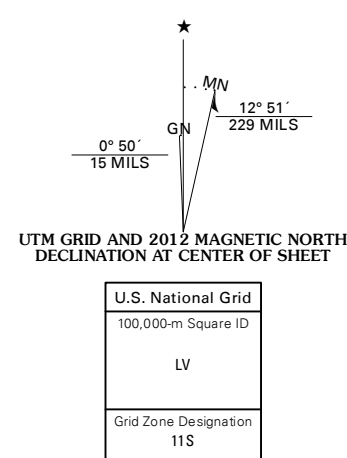 ★
MN
GN
12° 51´
229 MILS
0° 50´
15 MILS
UTM GRID AND 2012 MAGNETIC NORTH
DECLINATION AT CENTER OF SHEET
U.S. National Grid
100,000-m Square ID
LV
Grid Zone Designation
11S